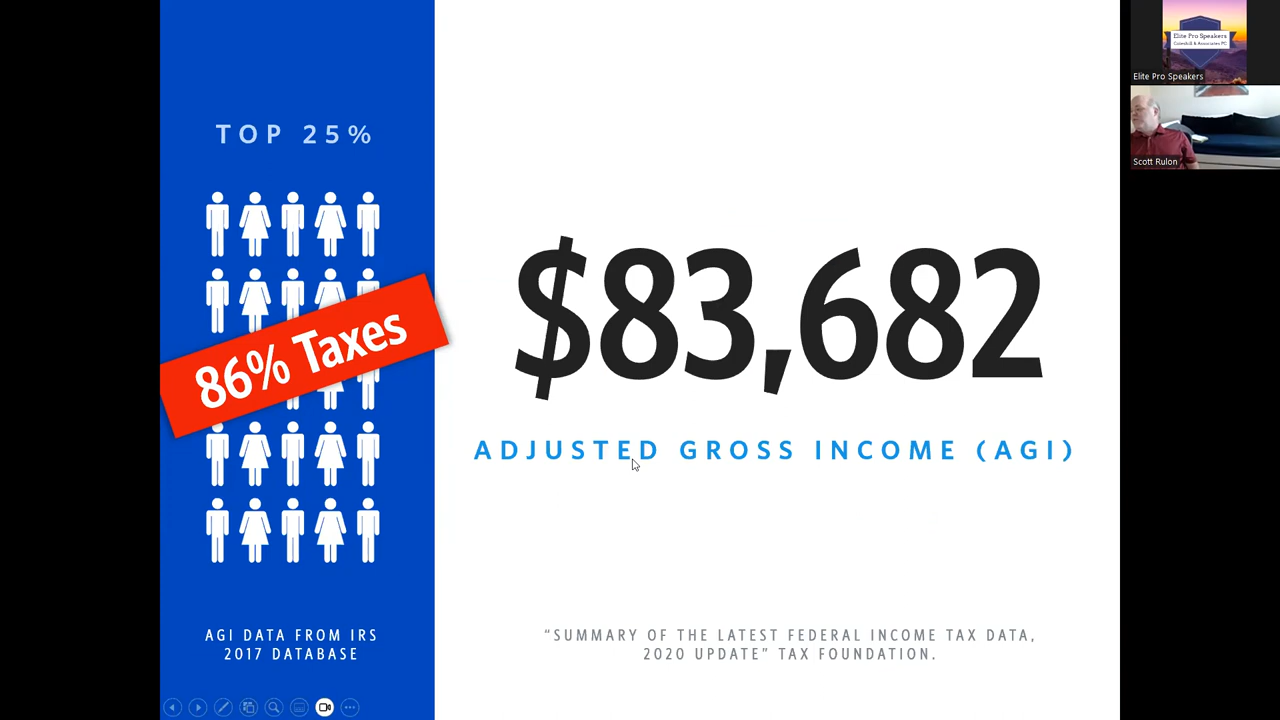 TOP 25%
86% Taxes
AGI DATA FROM IRS
2017 DATABASE
$83,682
ADJUSTED GROSS INCOME (AGI)
“SUMMARY OF THE LATEST FEDERAL INCOME TAX DATA,
2020 UPDATE” TAX FOUNDATION.
Elite Pro Speakers
Elite Pro Speakers
Scott Rulon